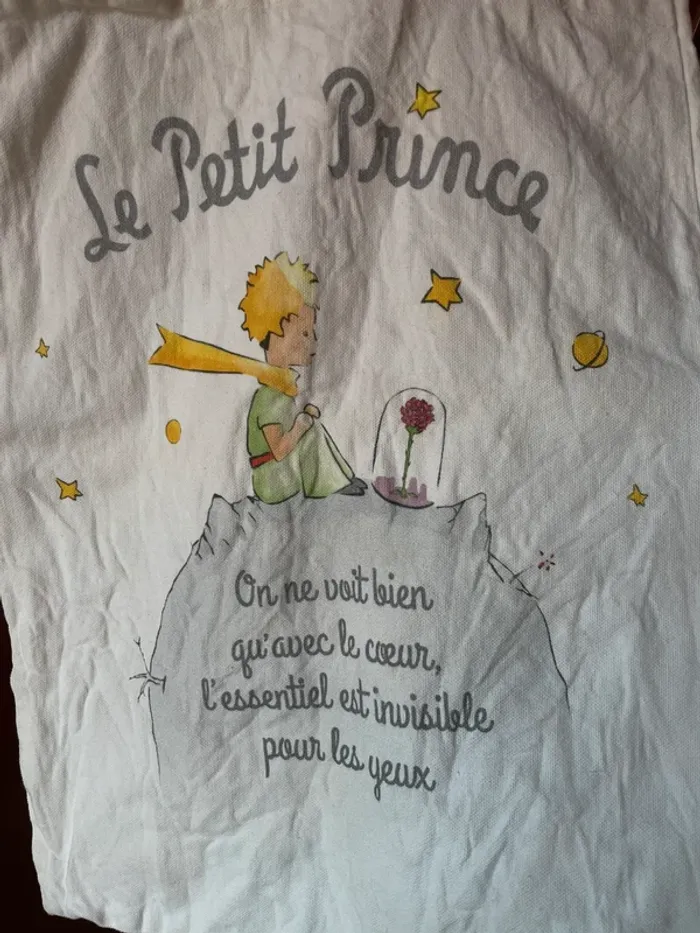 Le Petit Prince
On ne voit bien
qu'avec le cœur,
l'essentiel est invisible
pour les yeux